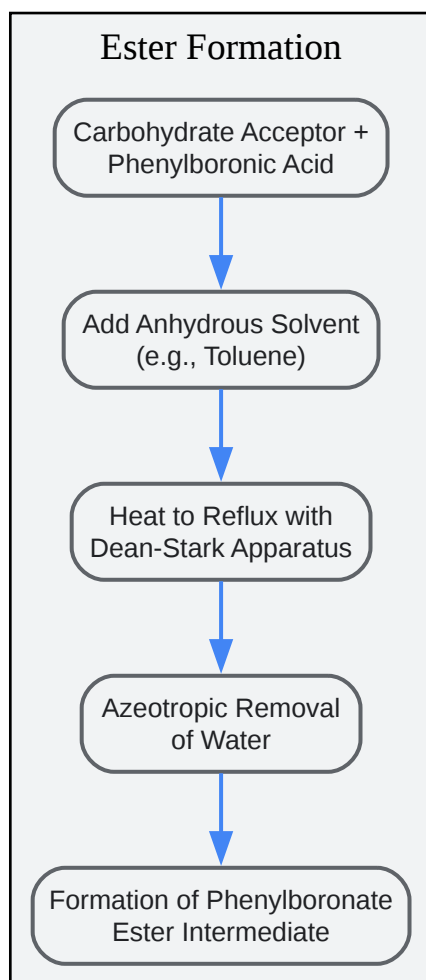 Ester Formation
Carbohydrate Acceptor +
Phenylboronic Acid
Add Anhydrous Solvent
(e.g., Toluene)
Heat to Reflux with
Dean-Stark Apparatus
Azeotropic Removal
of Water
Formation of Phenylboronate
Ester Intermediate